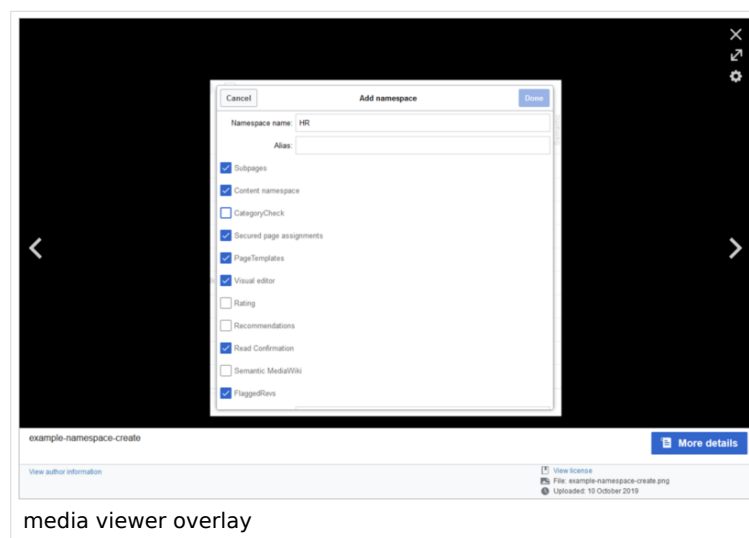 Cancel Add namespace Done
Namespace name: HR
Alias:
Subpages
Content namespace
CategoryCheck
Secured page assignments
PageTemplates
Visual editor
Rating
Recommendations
Read Confirmation
Semantic MediaWiki
FlaggedRevs
example-namespace-create
More details
View author information
View license
File: example-namespace-create.png
Uploaded: 10 October 2019
media viewer overlay